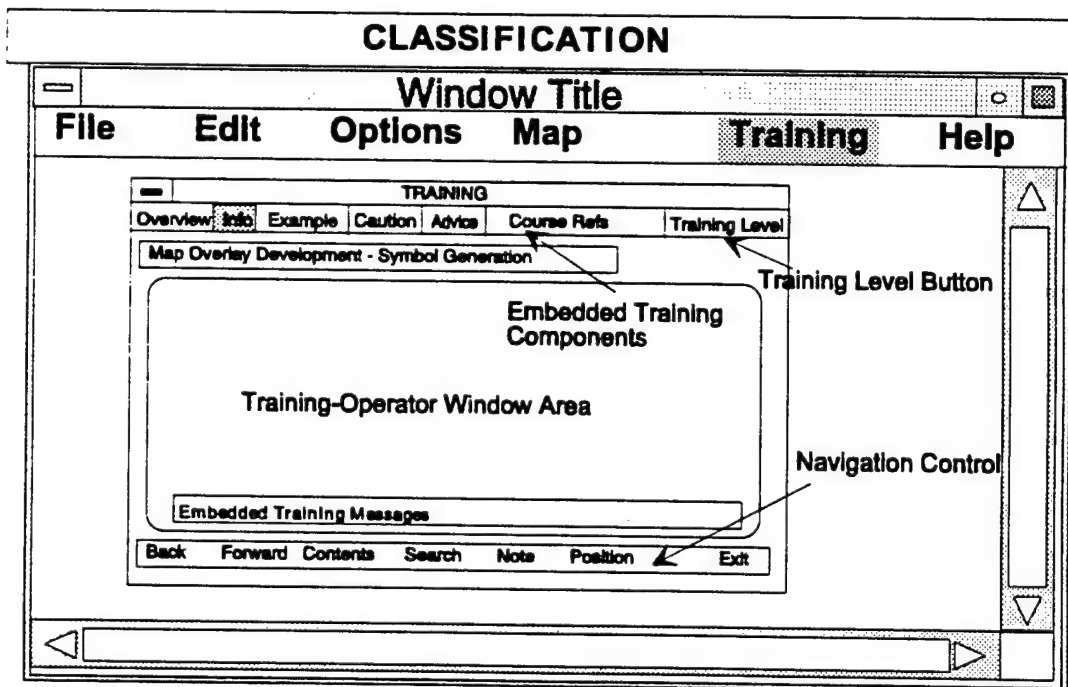 CLASSIFICATION
Window Title
File Edit Options Map Training Help
TRAINING
Overview Info Example Caution Advice Course Refs Training Level
Map Overlay Development - Symbol Generation
Training Level Button
Embedded Training
Components
Training-Operator Window Area
Navigation Control
Embedded Training Messages
Back Forward Contents Search Note Position Exit